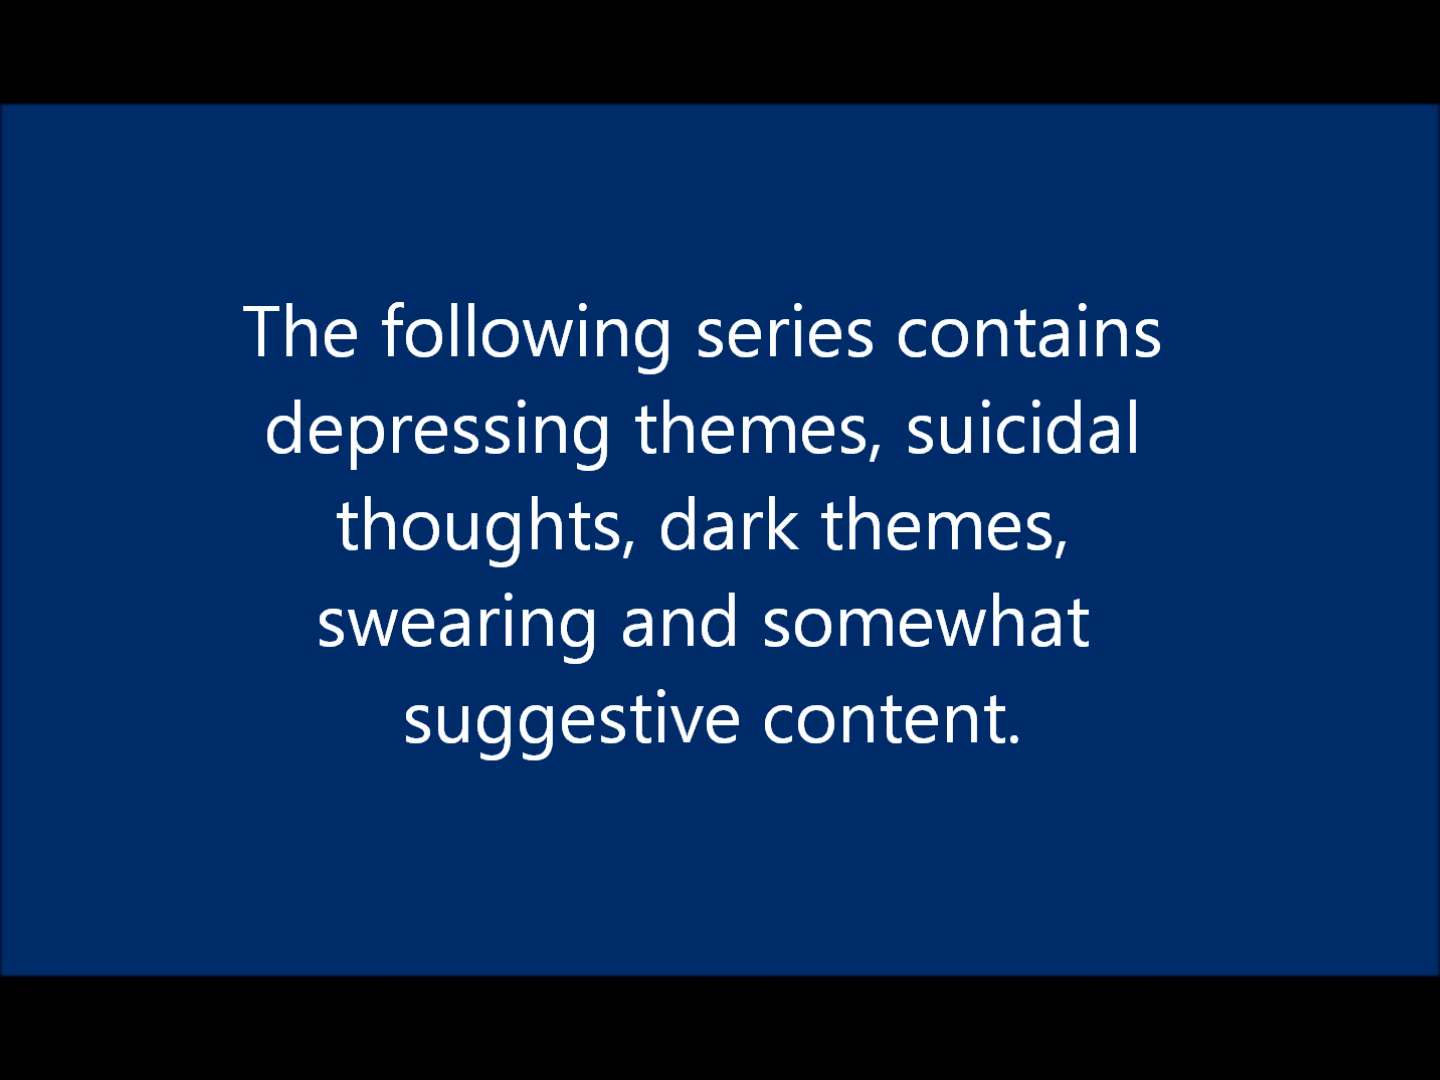 The following series contains
depressing themes, suicidal
thoughts, dark themes,
swearing and somewhat
suggestive content.